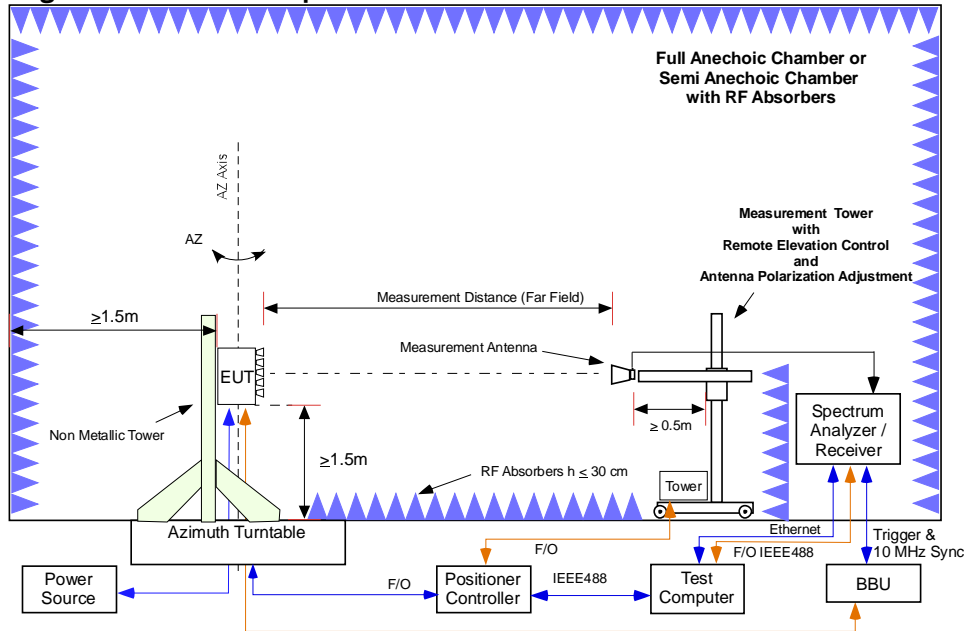 Full Anechoic Chamber or
Semi Anechoic Chamber
with RF Absorbers
AZ Axis
AZ
Measurement Tower
with
Remote Elevation Control
and
Antenna Polarization Adjustment
Measurement Distance (Far Field)
≥1.5m
Measurement Antenna
EUT
Non Metallic Tower
≥1.5m
≥ 0.5m
Spectrum
Analyzer /
Receiver
RF Absorbers h ≤ 30 cm
Tower
Azimuth Turntable
Ethernet
F/O
F/O IEEE488
Trigger &
10 MHz Sync
Power
Source
F/O
Positioner
Controller
IEEE488
Test
Computer
BBU